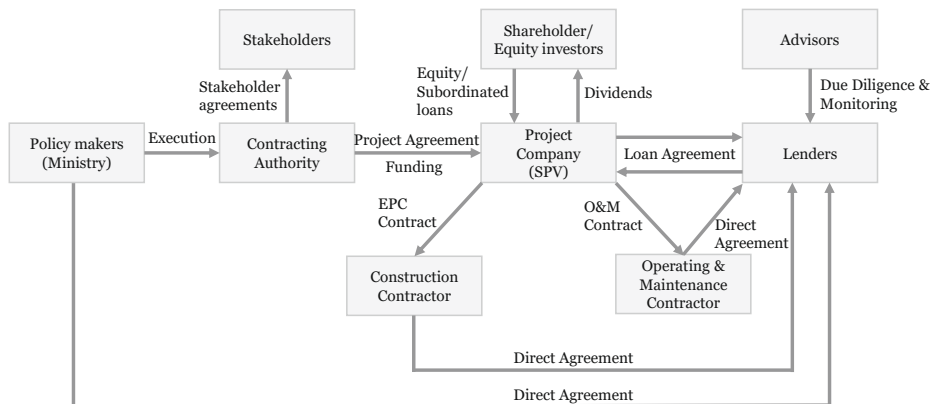 Stakeholders
Shareholder/
Equity investors
Advisors
Stakeholder
agreements
Equity/
Subordinated
loans
Dividends
Due Diligence &
Monitoring
Policy makers
(Ministry)
Execution
Contracting
Authority
Project Agreement
Funding
Project
Company
(SPV)
Loan Agreement
Lenders
EPC
Contract
O&M
Contract
Direct
Agreement
Construction
Contractor
Operating &
Maintenance
Contractor
Direct Agreement
Direct Agreement